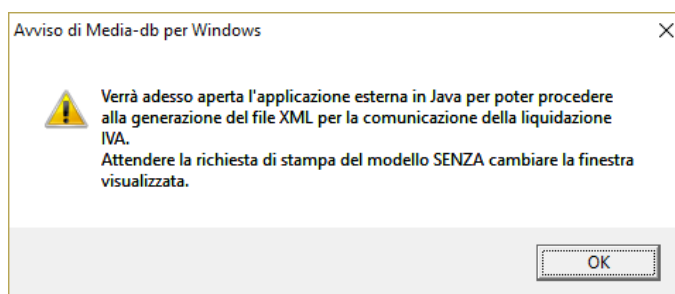 Avviso di Media-db per Windows
Verrà adesso aperta l'applicazione esterna in Java per poter procedere
alla generazione del file XML per la comunicazione della liquidazione
IVA.
Attendere la richiesta di stampa del modello SENZA cambiare la finestra
visualizzata.
OK